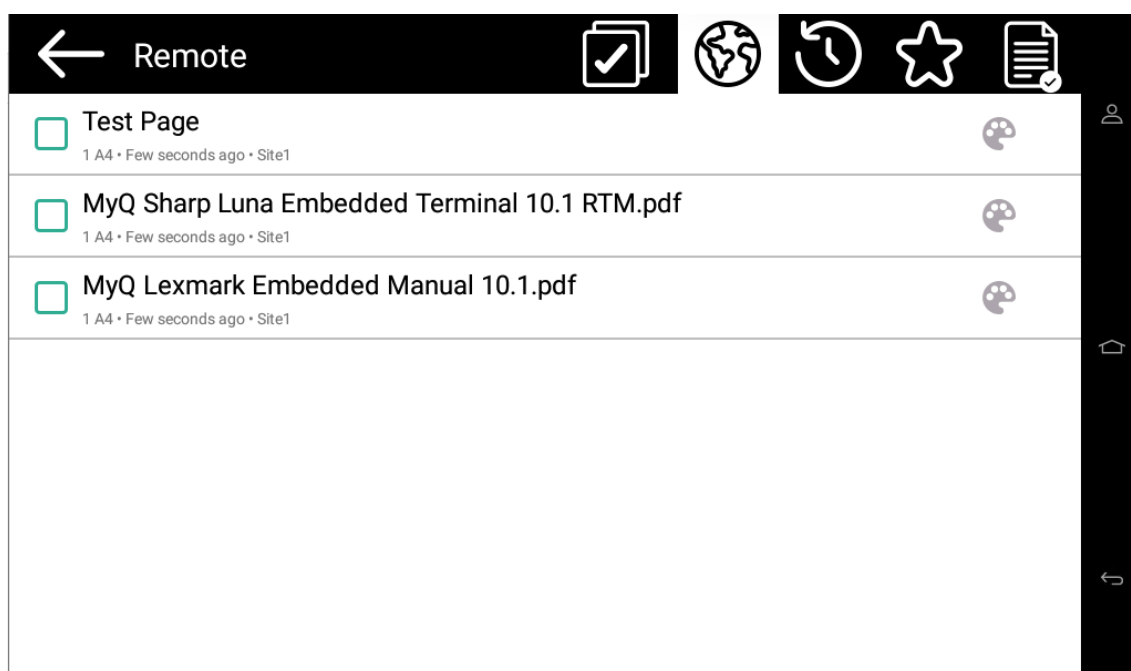 Remote
Test Page
1 A4 • Few seconds ago • Site1
MyQ Sharp Luna Embedded Terminal 10.1 RTM.pdf
1 A4 • Few seconds ago • Site1
MyQ Lexmark Embedded Manual 10.1.pdf
1 A4 • Few seconds ago • Site1